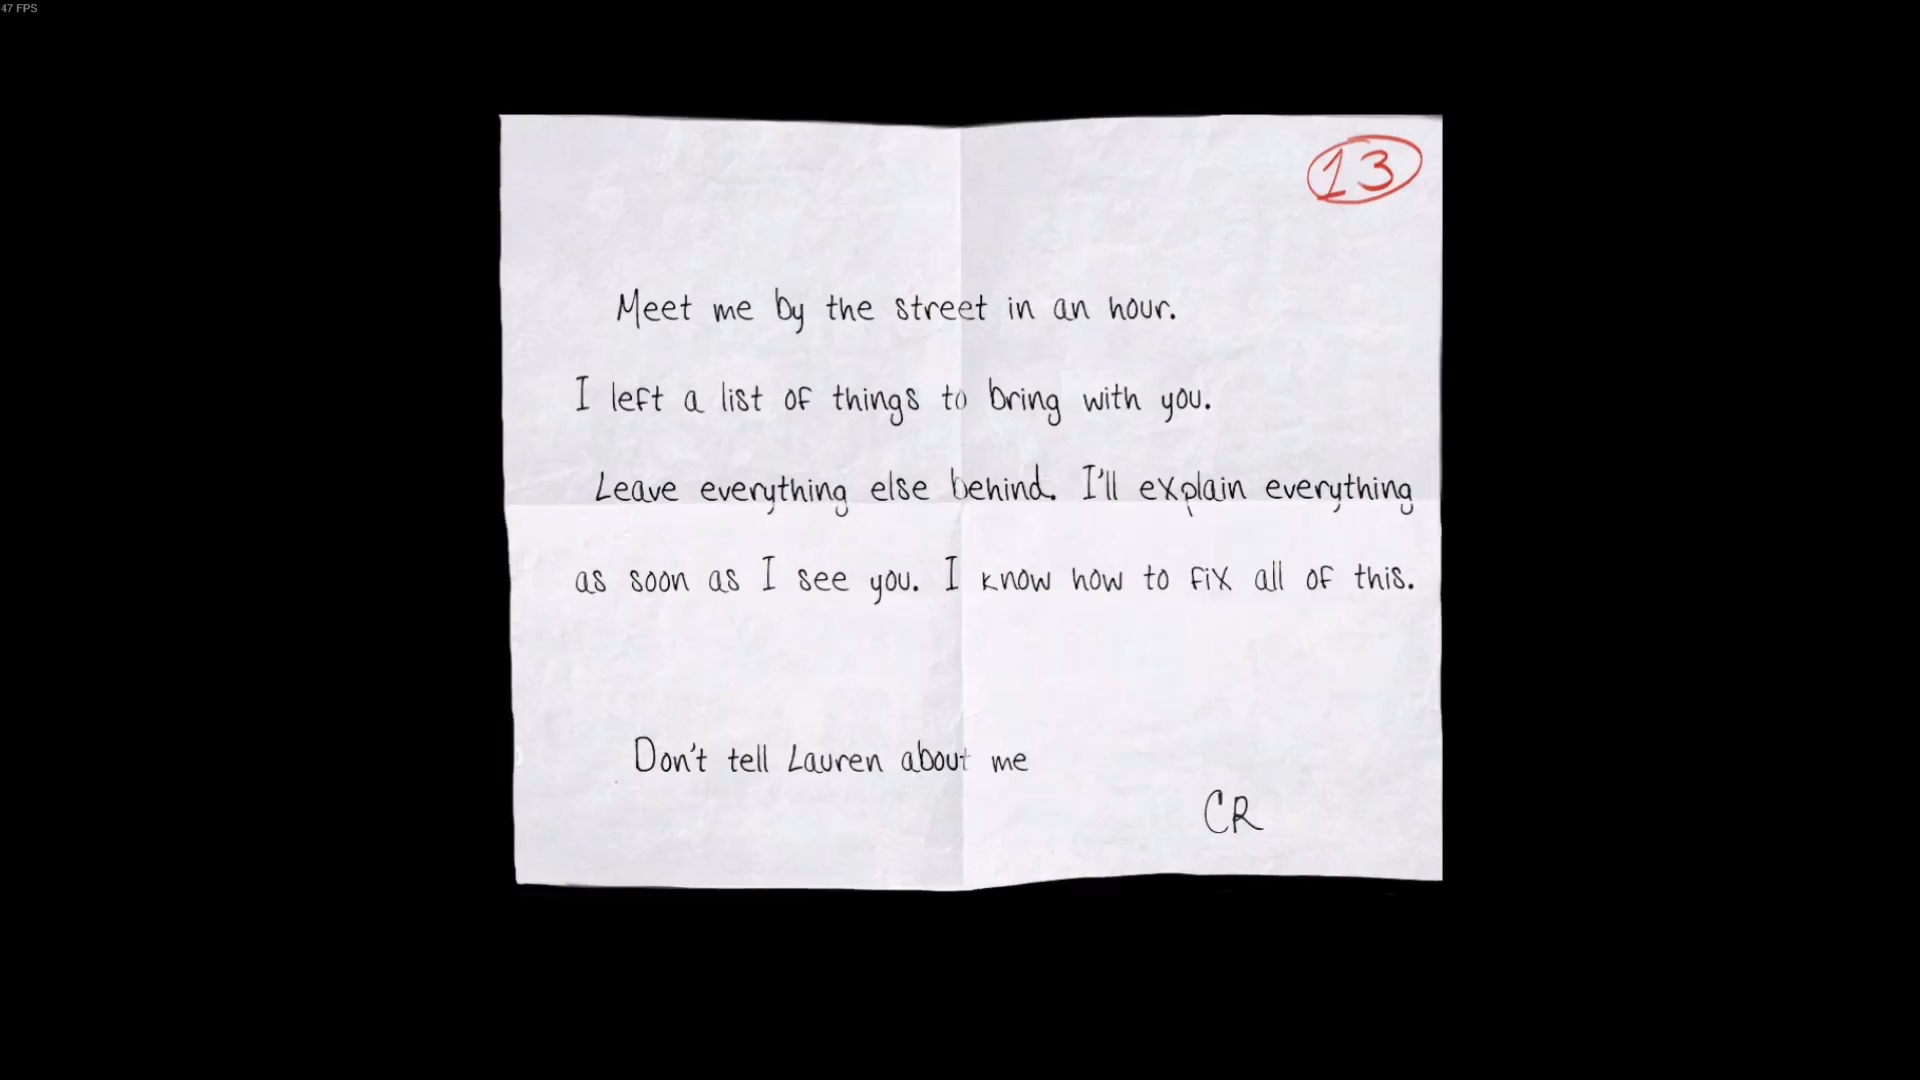 47 FPS
13
Meet me by the street in an hour.
I left a list of things to bring with you.
Leave everything else behind. I'll explain everything
as soon as I see you. I know how to fix all of this.
Don't tell Lauren about me
CR